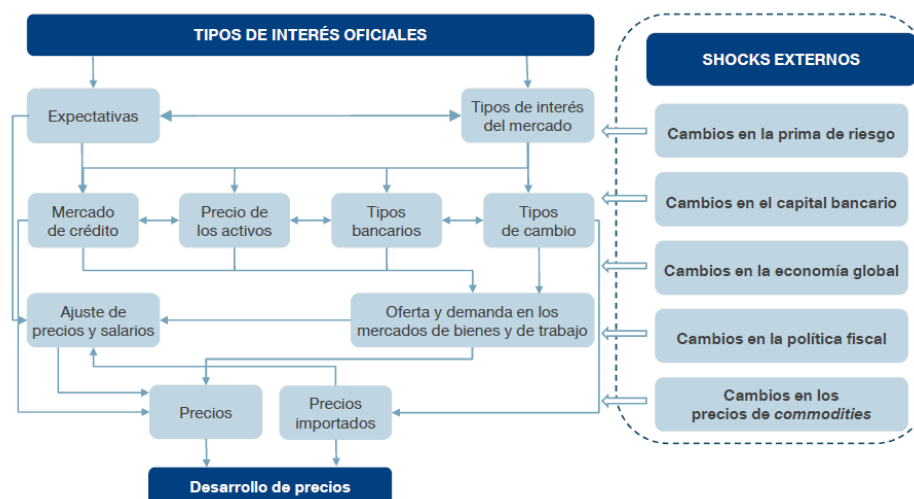 TIPOS DE INTERÉS OFICIALES
SHOCKS EXTERNOS
Expectativas
Tipos de interés
del mercado
Cambios en la prima de riesgo
Mercado
de crédito
Precio de
los activos
Tipos
bancarios
Tipos
de cambio
Cambios en el capital bancario
Cambios en la economía global
Ajuste de
precios y salarios
Oferta y demanda en los
mercados de bienes y de trabajo
Cambios en la política fiscal
Precios
Precios
importados
Cambios en los
precios de commodities
Desarrollo de precios